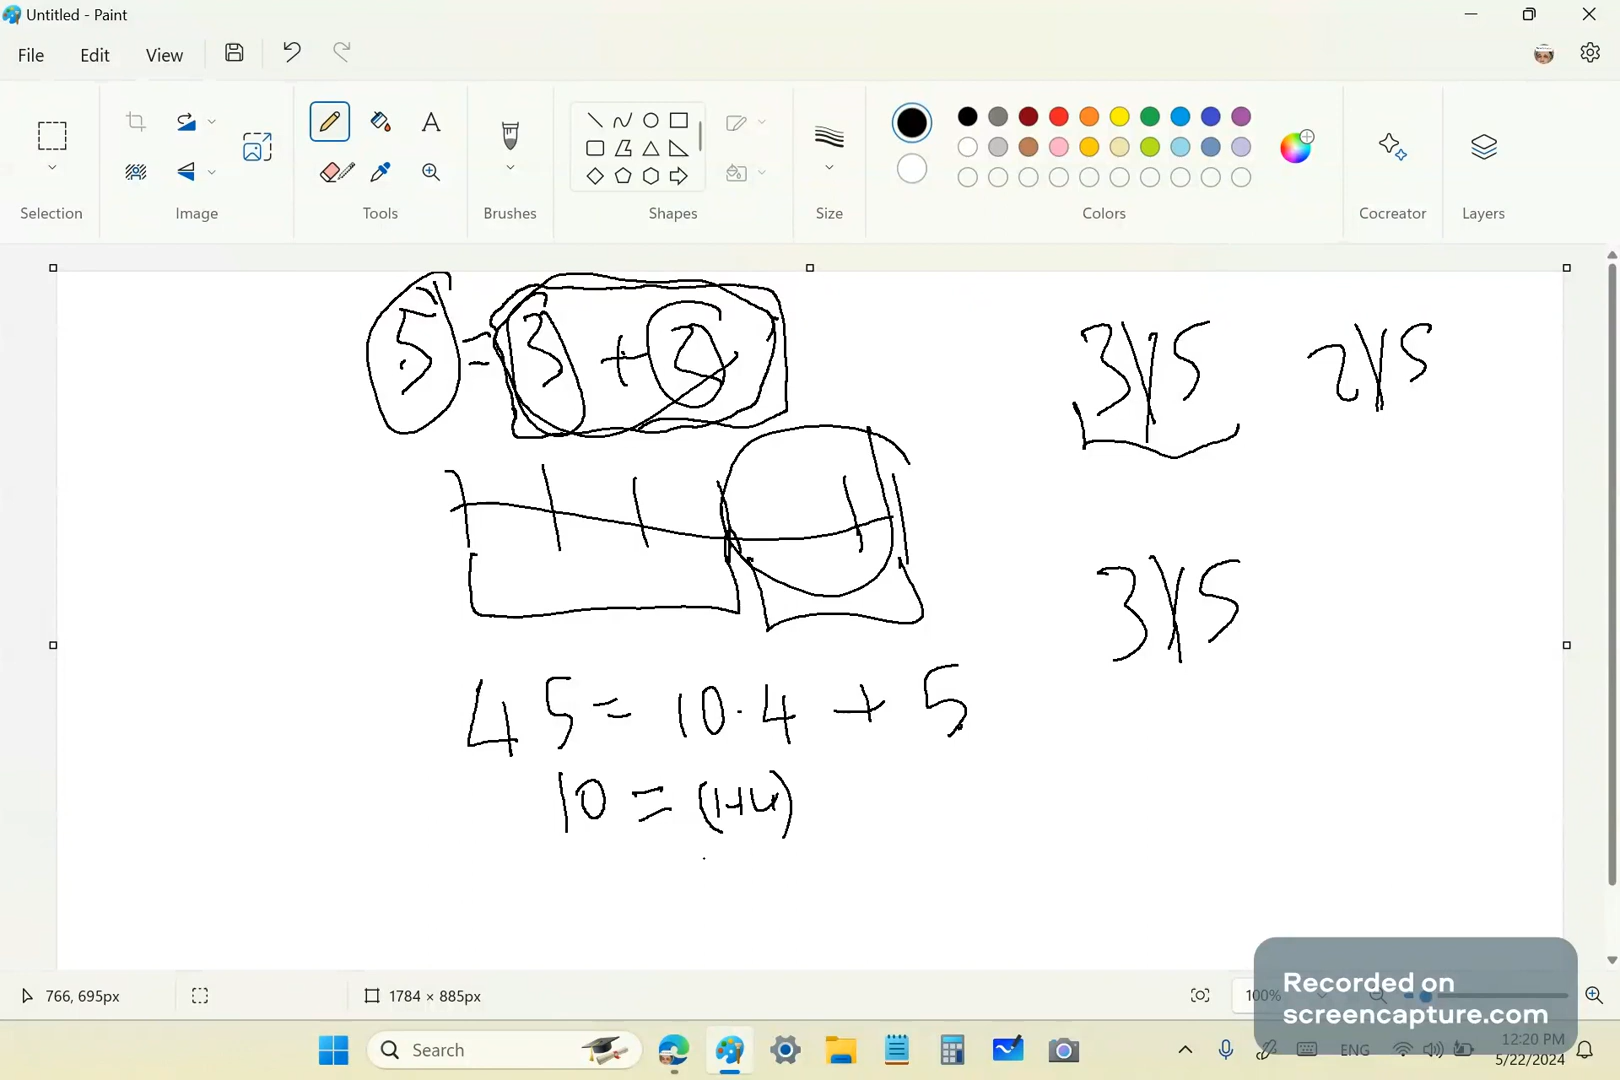 Untitled - Paint
File Edit View
Selection Image Tools Brushes Shapes Size Colors Cocreator Layers
5 = 3 + 2
3 5 2 5
3 5
45 = 10 · 4 + 5
10 = (1+4)
766, 695px 1784 × 885px 100%
Recorded on
screencapture.com
Search ENG 12:20 PM
5/22/2024